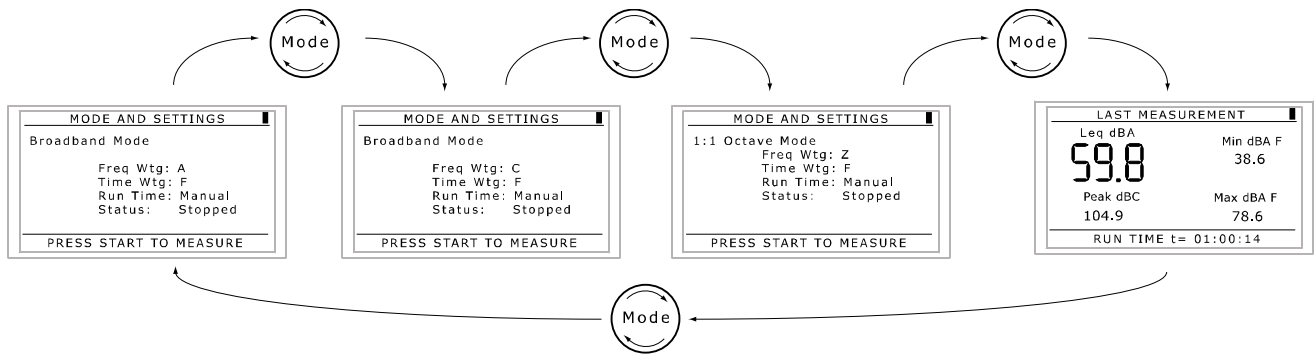 Mode
Mode
Mode
MODE AND SETTINGS
Broadband Mode
Freq Wtg: A
Time Wtg: F
Run Time: Manual
Status: Stopped
PRESS START TO MEASURE
MODE AND SETTINGS
Broadband Mode
Freq Wtg: C
Time Wtg: F
Run Time: Manual
Status: Stopped
PRESS START TO MEASURE
MODE AND SETTINGS
1:1 Octave Mode
Freq Wtg: Z
Time Wtg: F
Run Time: Manual
Status: Stopped
PRESS START TO MEASURE
LAST MEASUREMENT
Leq dBA
59.8
Min dBA F
38.6
Peak dBC
104.9
Max dBA F
78.6
RUN TIME t= 01:00:14
Mode